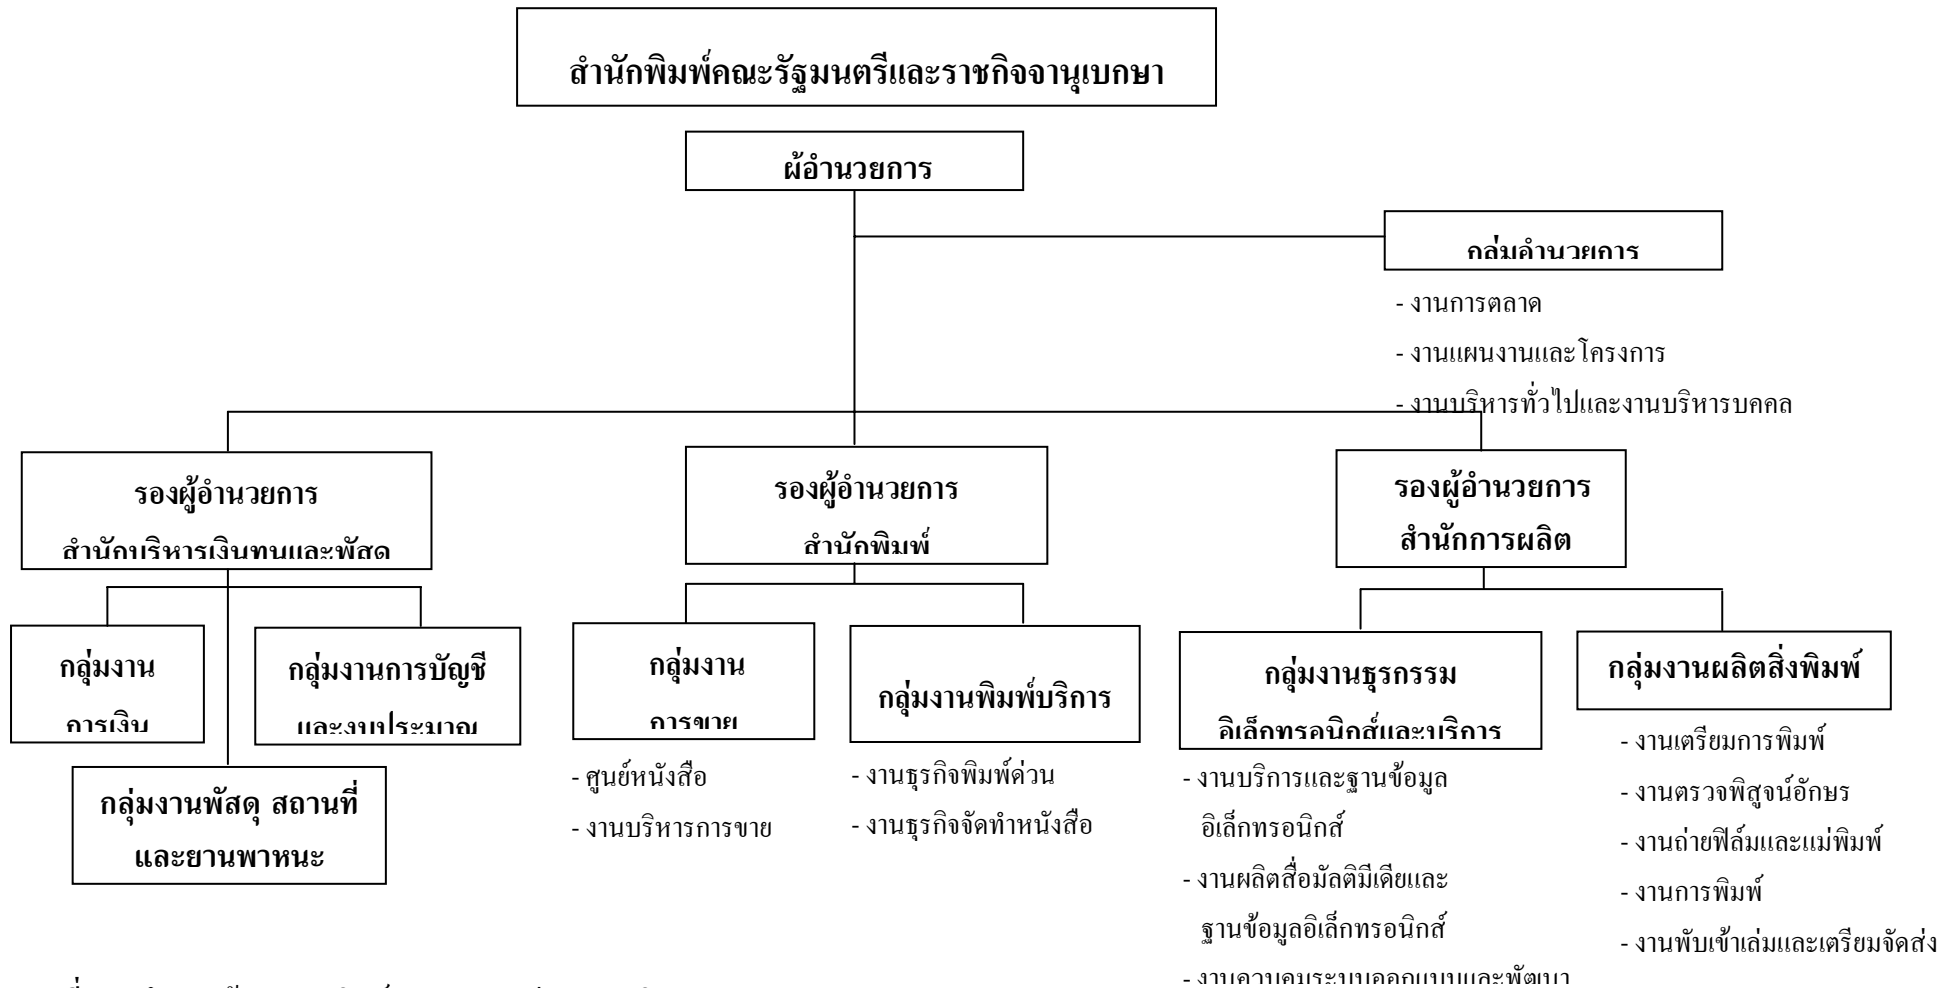 สำนักพิมพ์คณะรัฐมนตรีและราชกิจจานุเบกษา
ผ้อำนวยการ
กล่มอำนวยการ
- งานการตลาด
- งานแผนงานและโครงการ
- งานบริหารทั่วไปและงานบริหารบคคล
รองผู้อำนวยการ
สำนักบริหารเงินทนและพัสด
รองผู้อำนวยการ
สำนักพิมพ์
รองผู้อำนวยการ
สำนักการผลิต
กลุ่มงาน
การเงิน
กลุ่มงานการบัญชี
และงบประมาณ
กลุ่มงานพัสดุ สถานที่
และยานพาหนะ
กลุ่มงาน
การขาย
- ศูนย์หนังสือ
- งานบริหารการขาย
กลุ่มงานพิมพ์บริการ
- งานธุรกิจพิมพ์ด่วน
- งานธุรกิจจัดทำหนังสือ
กลุ่มงานธุรกรรม
อิเล็กทรอนิกส์และบริการ
- งานบริการและฐานข้อมูล
อิเล็กทรอนิกส์
- งานผลิตสื่อมัลติมีเดียและ
ฐานข้อมูลอิเล็กทรอนิกส์
- งานควบคมระบบออกแบบและพัฒนา
กลุ่มงานผลิตสิ่งพิมพ์
- งานเตรียมการพิมพ์
- งานตรวจพิสูจน์อักษร
- งานถ่ายฟิล์มและแม่พิมพ์
- งานการพิมพ์
- งานพับเข้าเล่มและเตรียมจัดส่ง